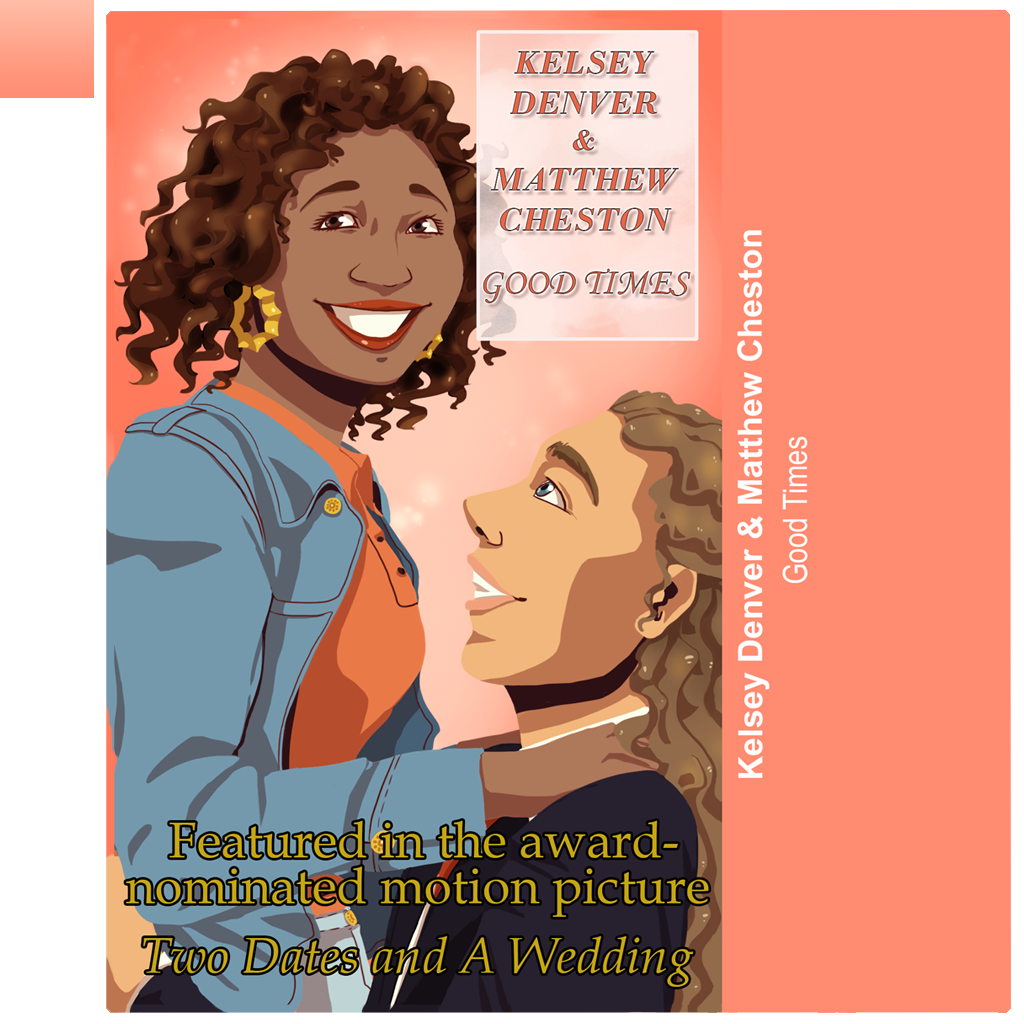 KELSEY
DENVER
&
MATTHEW
CHESTON
GOOD TIMES
Featured in the award-
nominated motion picture
Two Dates and A Wedding
Kelsey Denver & Matthew Cheston
Good Times